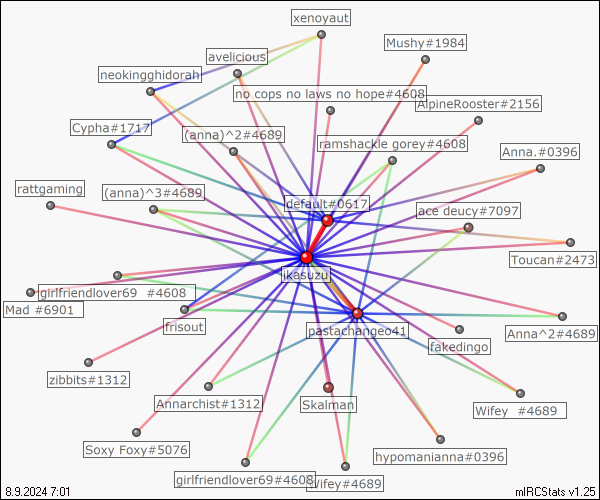 xenoyaut
Mushy#1984
avelicious
neokingghidorah
no cops no laws no hope#4608
AlpineRooster#2156
Cypha#1717
(anna)^2#4689
ramshackle gorey#4608
Anna.#0396
rattgaming
(anna)^3#4689
default#0617
ace deucy#7097
Toucan#2473
likasuzu
girlfriendlover69 #4608
Mad #6901
frisout
pastachangeo41
Anna^2#4689
fakedingo
zibbits#1312
Annarchist#1312
Skalman
Wifey #4689
Soxy Foxy#5076
hypomanianna#0396
girlfriendlover69#4608
Wifey#4689
8.9.2024 7:01
mIRCStats v1.25